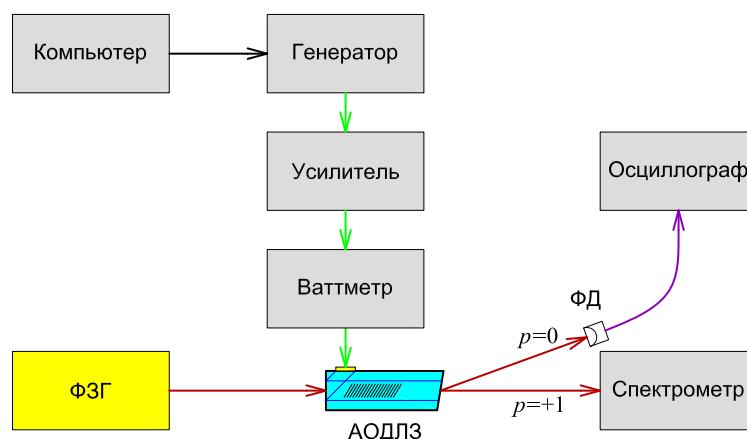 Компьютер
Генератор
Усилитель
Осциллограф
Ваттметр
ФД
p=0
ФЗГ
p=+1
Спектрометр
АОДЛЗ